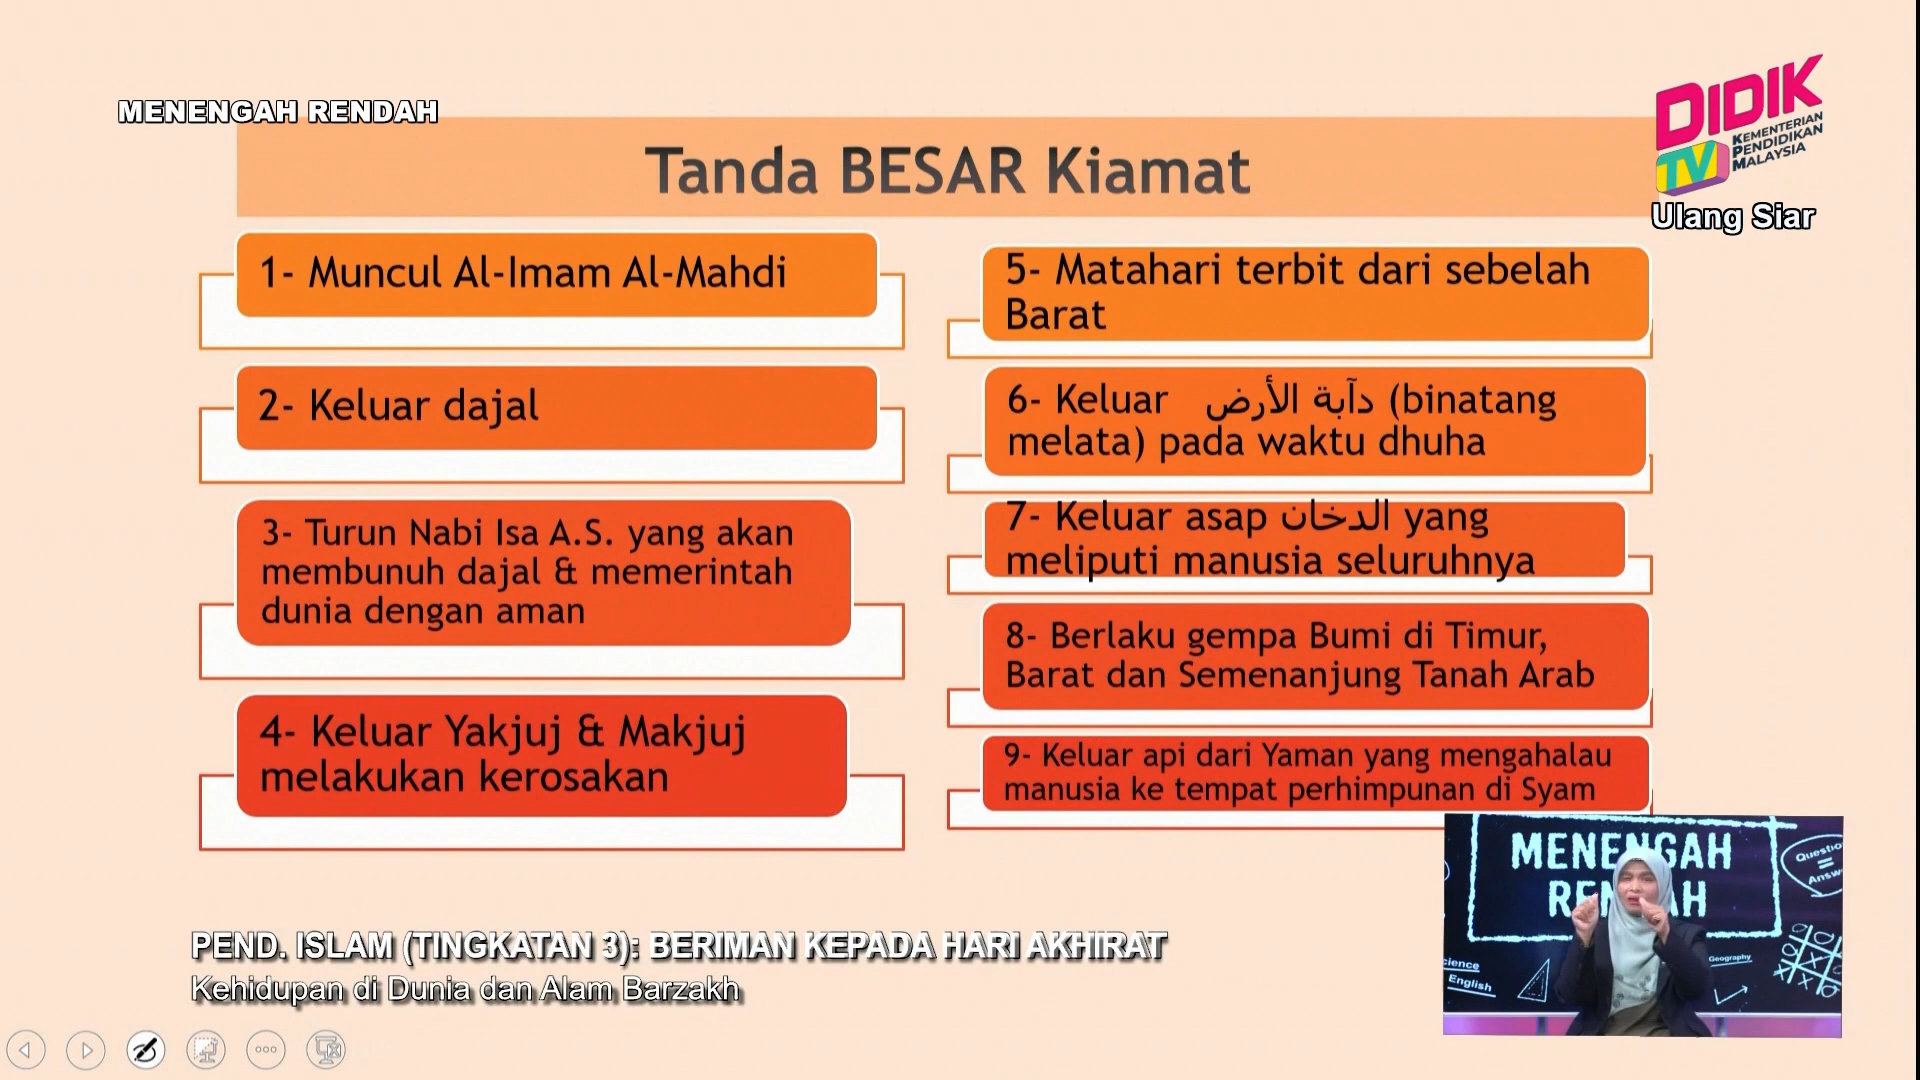 MENENGAH RENDAH
DIDIK
TV
KEMENTERIAN
PENDIDIKAN
MALAYSIA
Ulang Siar
Tanda BESAR Kiamat
1- Muncul Al-Imam Al-Mahdi
2- Keluar dajal
3- Turun Nabi Isa A.S. yang akan
membunuh dajal & memerintah
dunia dengan aman
4- Keluar Yakjuj & Makjuj
melakukan kerosakan
5- Matahari terbit dari sebelah
Barat
6- Keluar دآبة الأرض (binatang
melata) pada waktu dhuha
7- Keluar asap الدخان yang
meliputi manusia seluruhnya
8- Berlaku gempa Bumi di Timur,
Barat dan Semenanjung Tanah Arab
9- Keluar api dari Yaman yang mengahalau
manusia ke tempat perhimpunan di Syam
PEND. ISLAM (TINGKATAN 3): BERIMAN KEPADA HARI AKHIRAT
Kehidupan di Dunia dan Alam Barzakh
MENENGAH
English
Geography